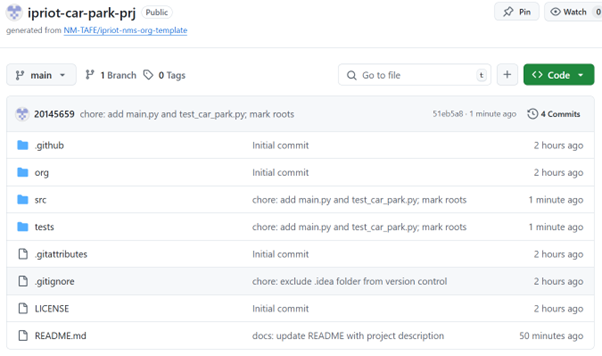 ipriot-car-park-prj Public Pin Watch 0
generated from NM-TAFE/ipriot-nms-org-template
main 1 Branch 0 Tags Go to file t + Code
20145659 chore: add main.py and test_car_park.py; mark roots 51eb5a8 · 1 minute ago 4 Commits
.github Initial commit 2 hours ago
org Initial commit 2 hours ago
src chore: add main.py and test_car_park.py; mark roots 1 minute ago
tests chore: add main.py and test_car_park.py; mark roots 1 minute ago
.gitattributes Initial commit 2 hours ago
.gitignore chore: exclude .idea folder from version control 2 hours ago
LICENSE Initial commit 2 hours ago
README.md docs: update README with project description 50 minutes ago